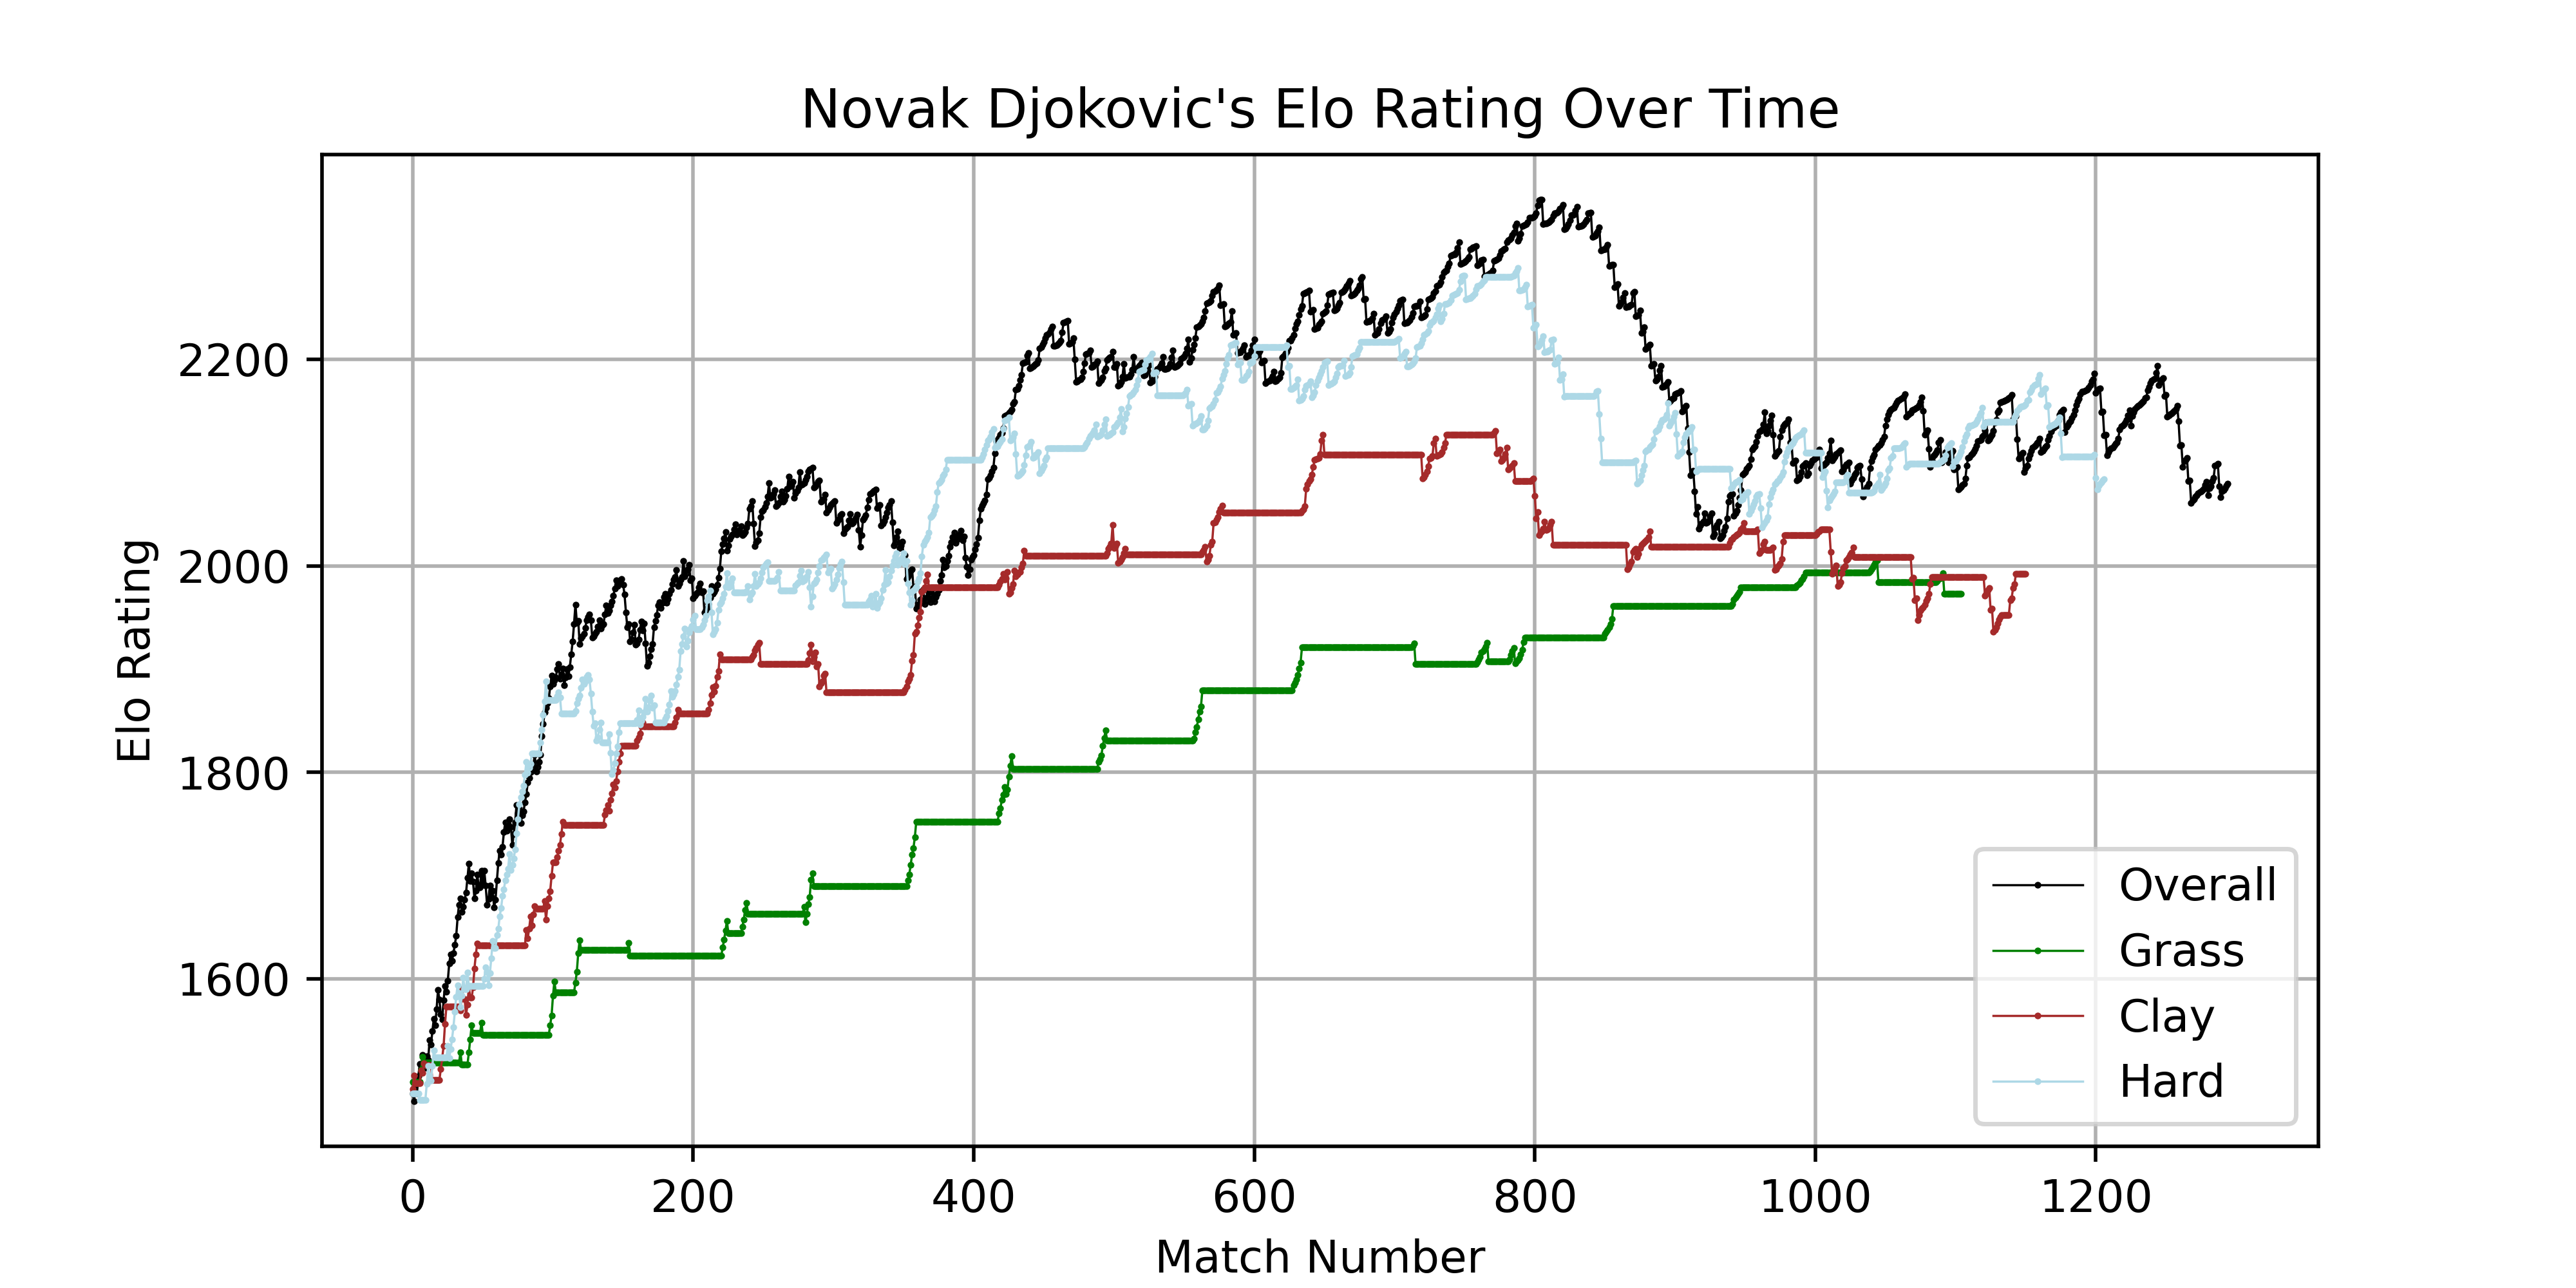 Novak Djokovic's Elo Rating Over Time
Elo Rating
2200
2000
1800
1600
0 200 400 600 800 1000 1200
Match Number
Overall
Grass
Clay
Hard